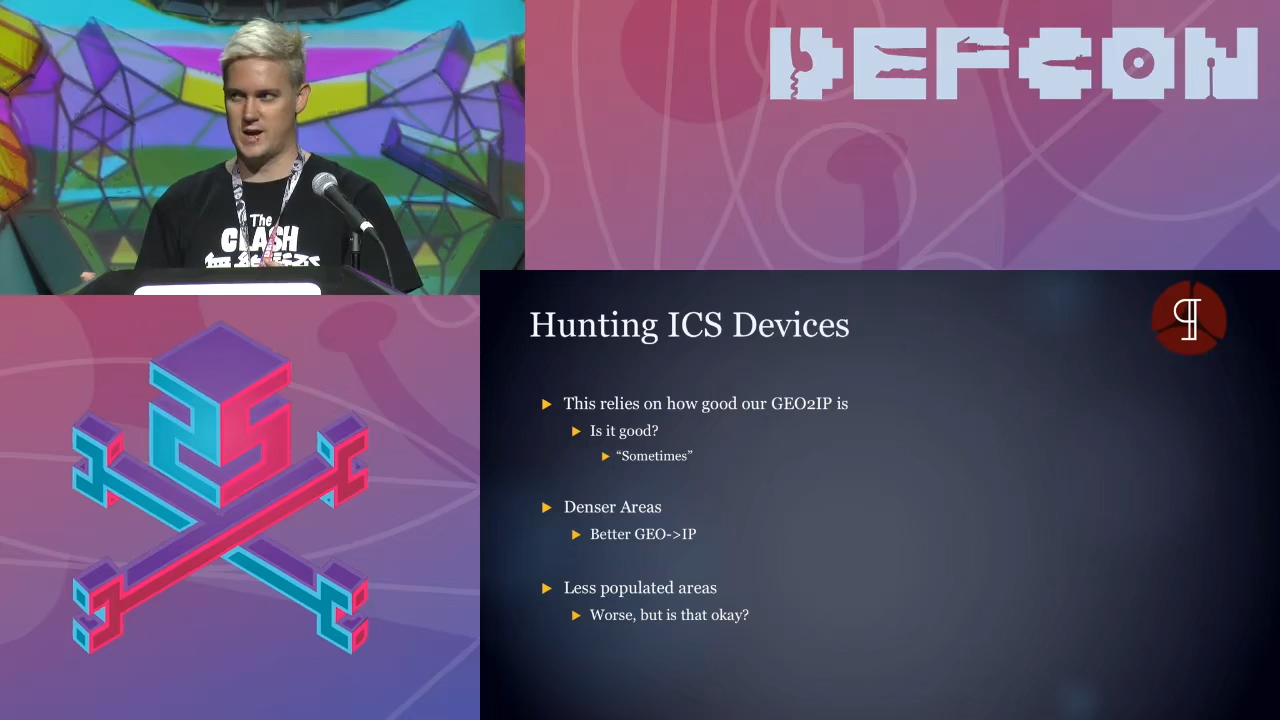 DEFCON
The
CLASH
Hunting ICS Devices
¶
This relies on how good our GEO2IP is
Is it good?
“Sometimes”
Denser Areas
Better GEO->IP
Less populated areas
Worse, but is that okay?
25